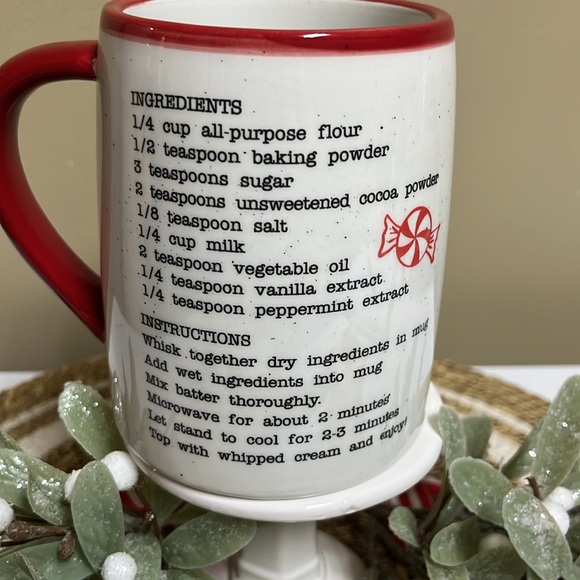 INGREDIENTS
1/4 cup all-purpose flour
1/2 teaspoon baking powder
3 teaspoons sugar
2 teaspoons unsweetened cocoa powder
1/8 teaspoon salt
1/4 cup milk
2 teaspoon vegetable oil
1/4 teaspoon vanilla extract
1/4 teaspoon peppermint extract
INSTRUCTIONS
Whisk together dry ingredients in mug
Add wet ingredients into mug
Mix batter thoroughly.
Microwave for about 2 minutes
Let stand to cool for 2-3 minutes
Top with whipped cream and enjoy!